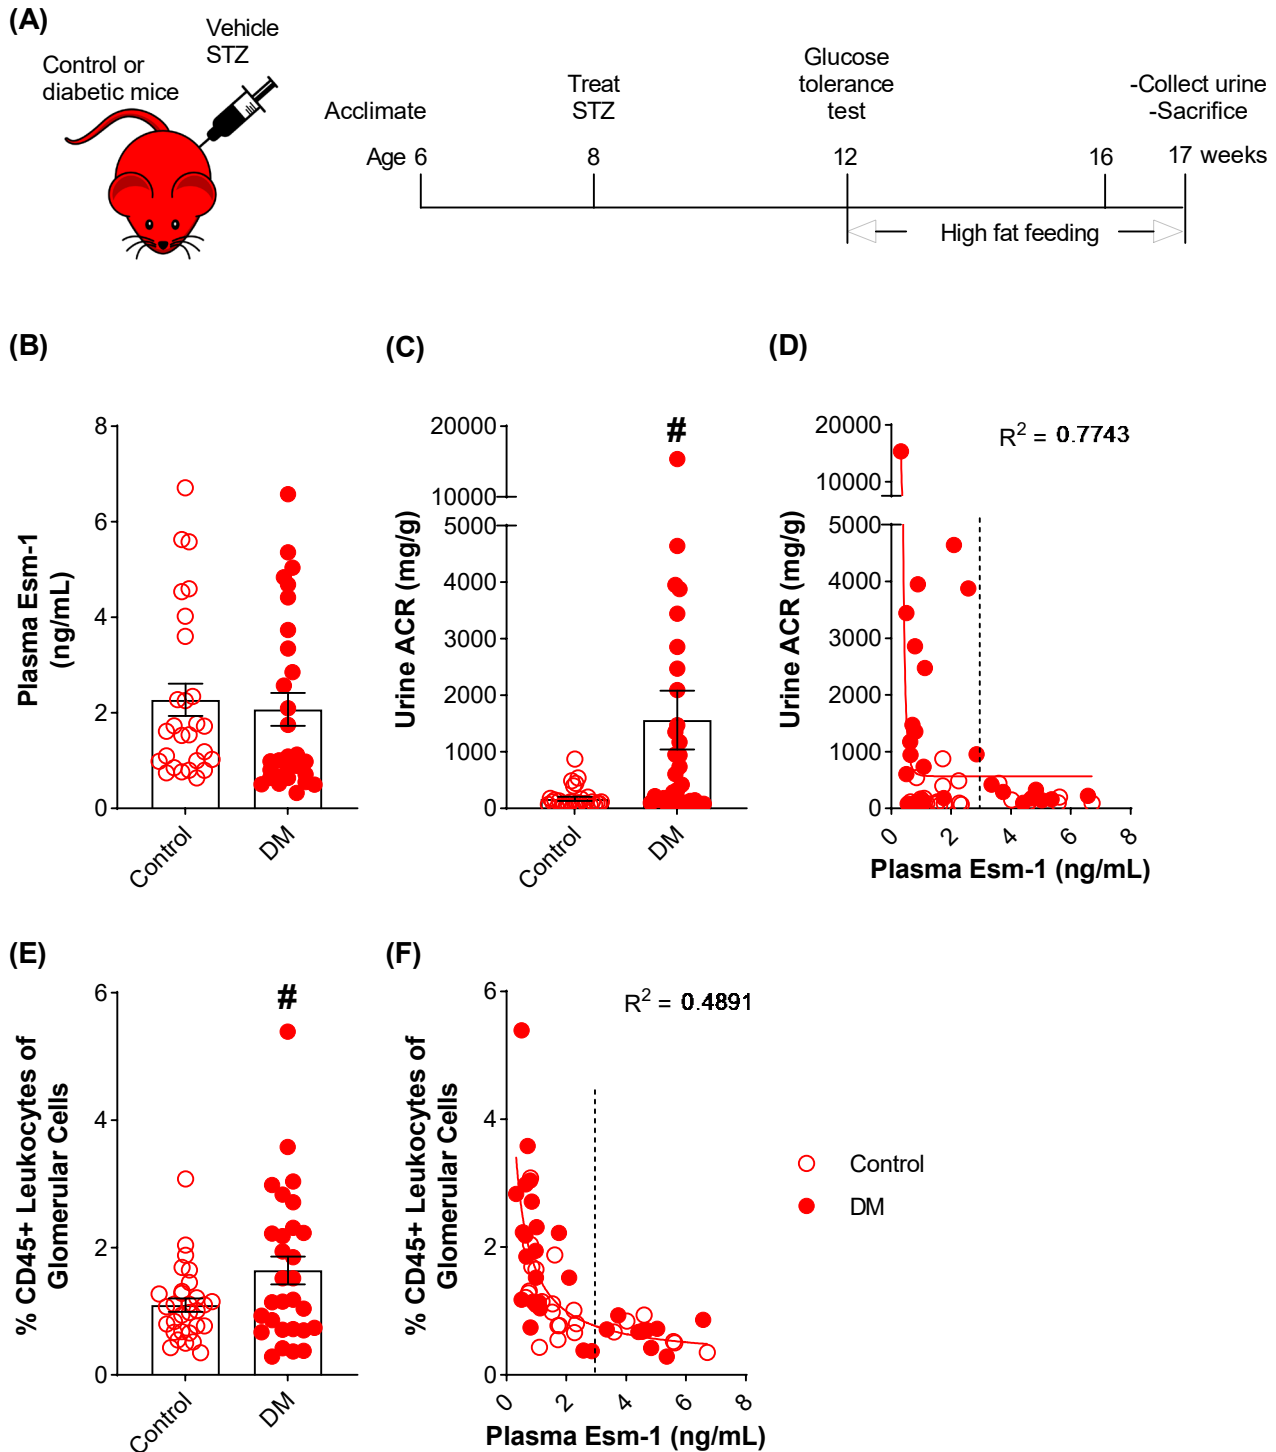 (A)
Vehicle
STZ
Control or
diabetic mice
Acclimate
Treat
STZ
Glucose
tolerance
test
-Collect urine
-Sacrifice
Age 6 8 12 16 17 weeks
High fat feeding
(B)
Plasma Esm-1
(ng/mL)
8
6
4
2
0
Control
DM
(C)
Urine ACR (mg/g)
20000
10000
5000
4000
3000
2000
1000
0
#
Control
DM
(D)
Urine ACR (mg/g)
20000
10000
5000
4000
3000
2000
1000
0
R² = 0.7743
0 2 4 6 8
Plasma Esm-1 (ng/mL)
(E)
% CD45+ Leukocytes of
Glomerular Cells
6
4
2
0
#
Control
DM
(F)
% CD45+ Leukocytes of
Glomerular Cells
6
4
2
0
R² = 0.4891
0 2 4 6 8
Plasma Esm-1 (ng/mL)
Control
DM